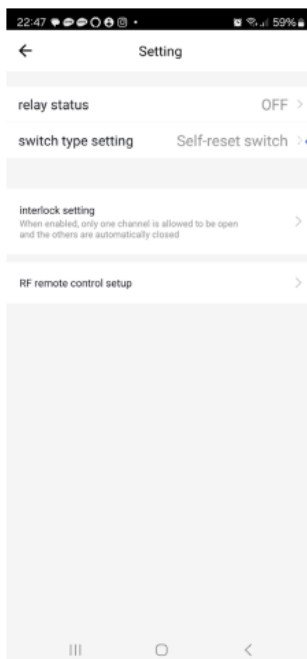 22:47
59%
Setting
relay status OFF
switch type setting Self-reset switch
interlock setting
When enabled, only one channel is allowed to be open
and the others are automatically closed
RF remote control setup